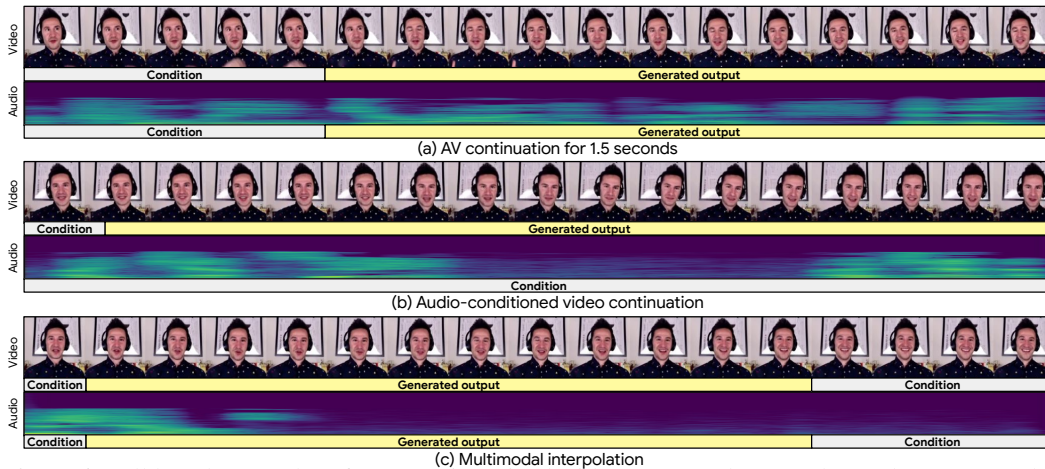 Video
Condition Generated output
Audio
Condition Generated output
(a) AV continuation for 1.5 seconds
Video
Condition Generated output
Audio
Condition
(b) Audio-conditioned video continuation
Video
Condition Generated output Condition
Audio
Condition Generated output Condition
(c) Multimodal interpolation